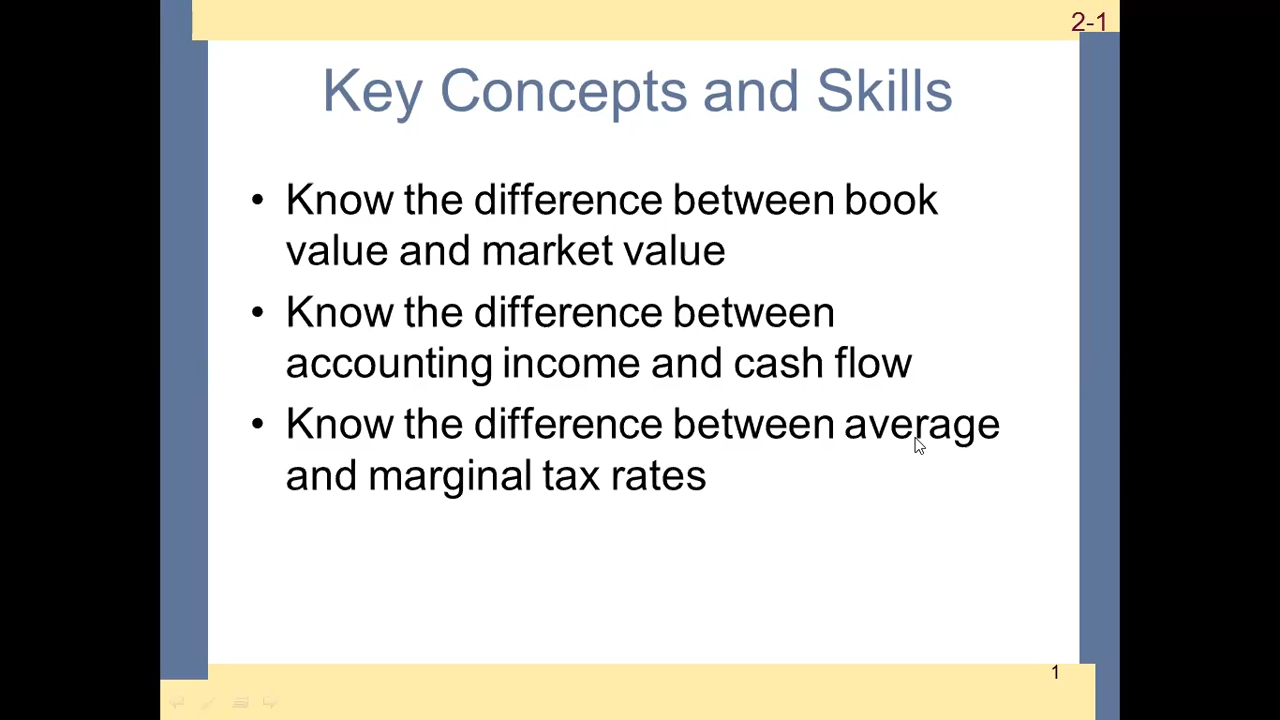 2-1
Key Concepts and Skills
• Know the difference between book
value and market value
• Know the difference between
accounting income and cash flow
• Know the difference between average
and marginal tax rates
1